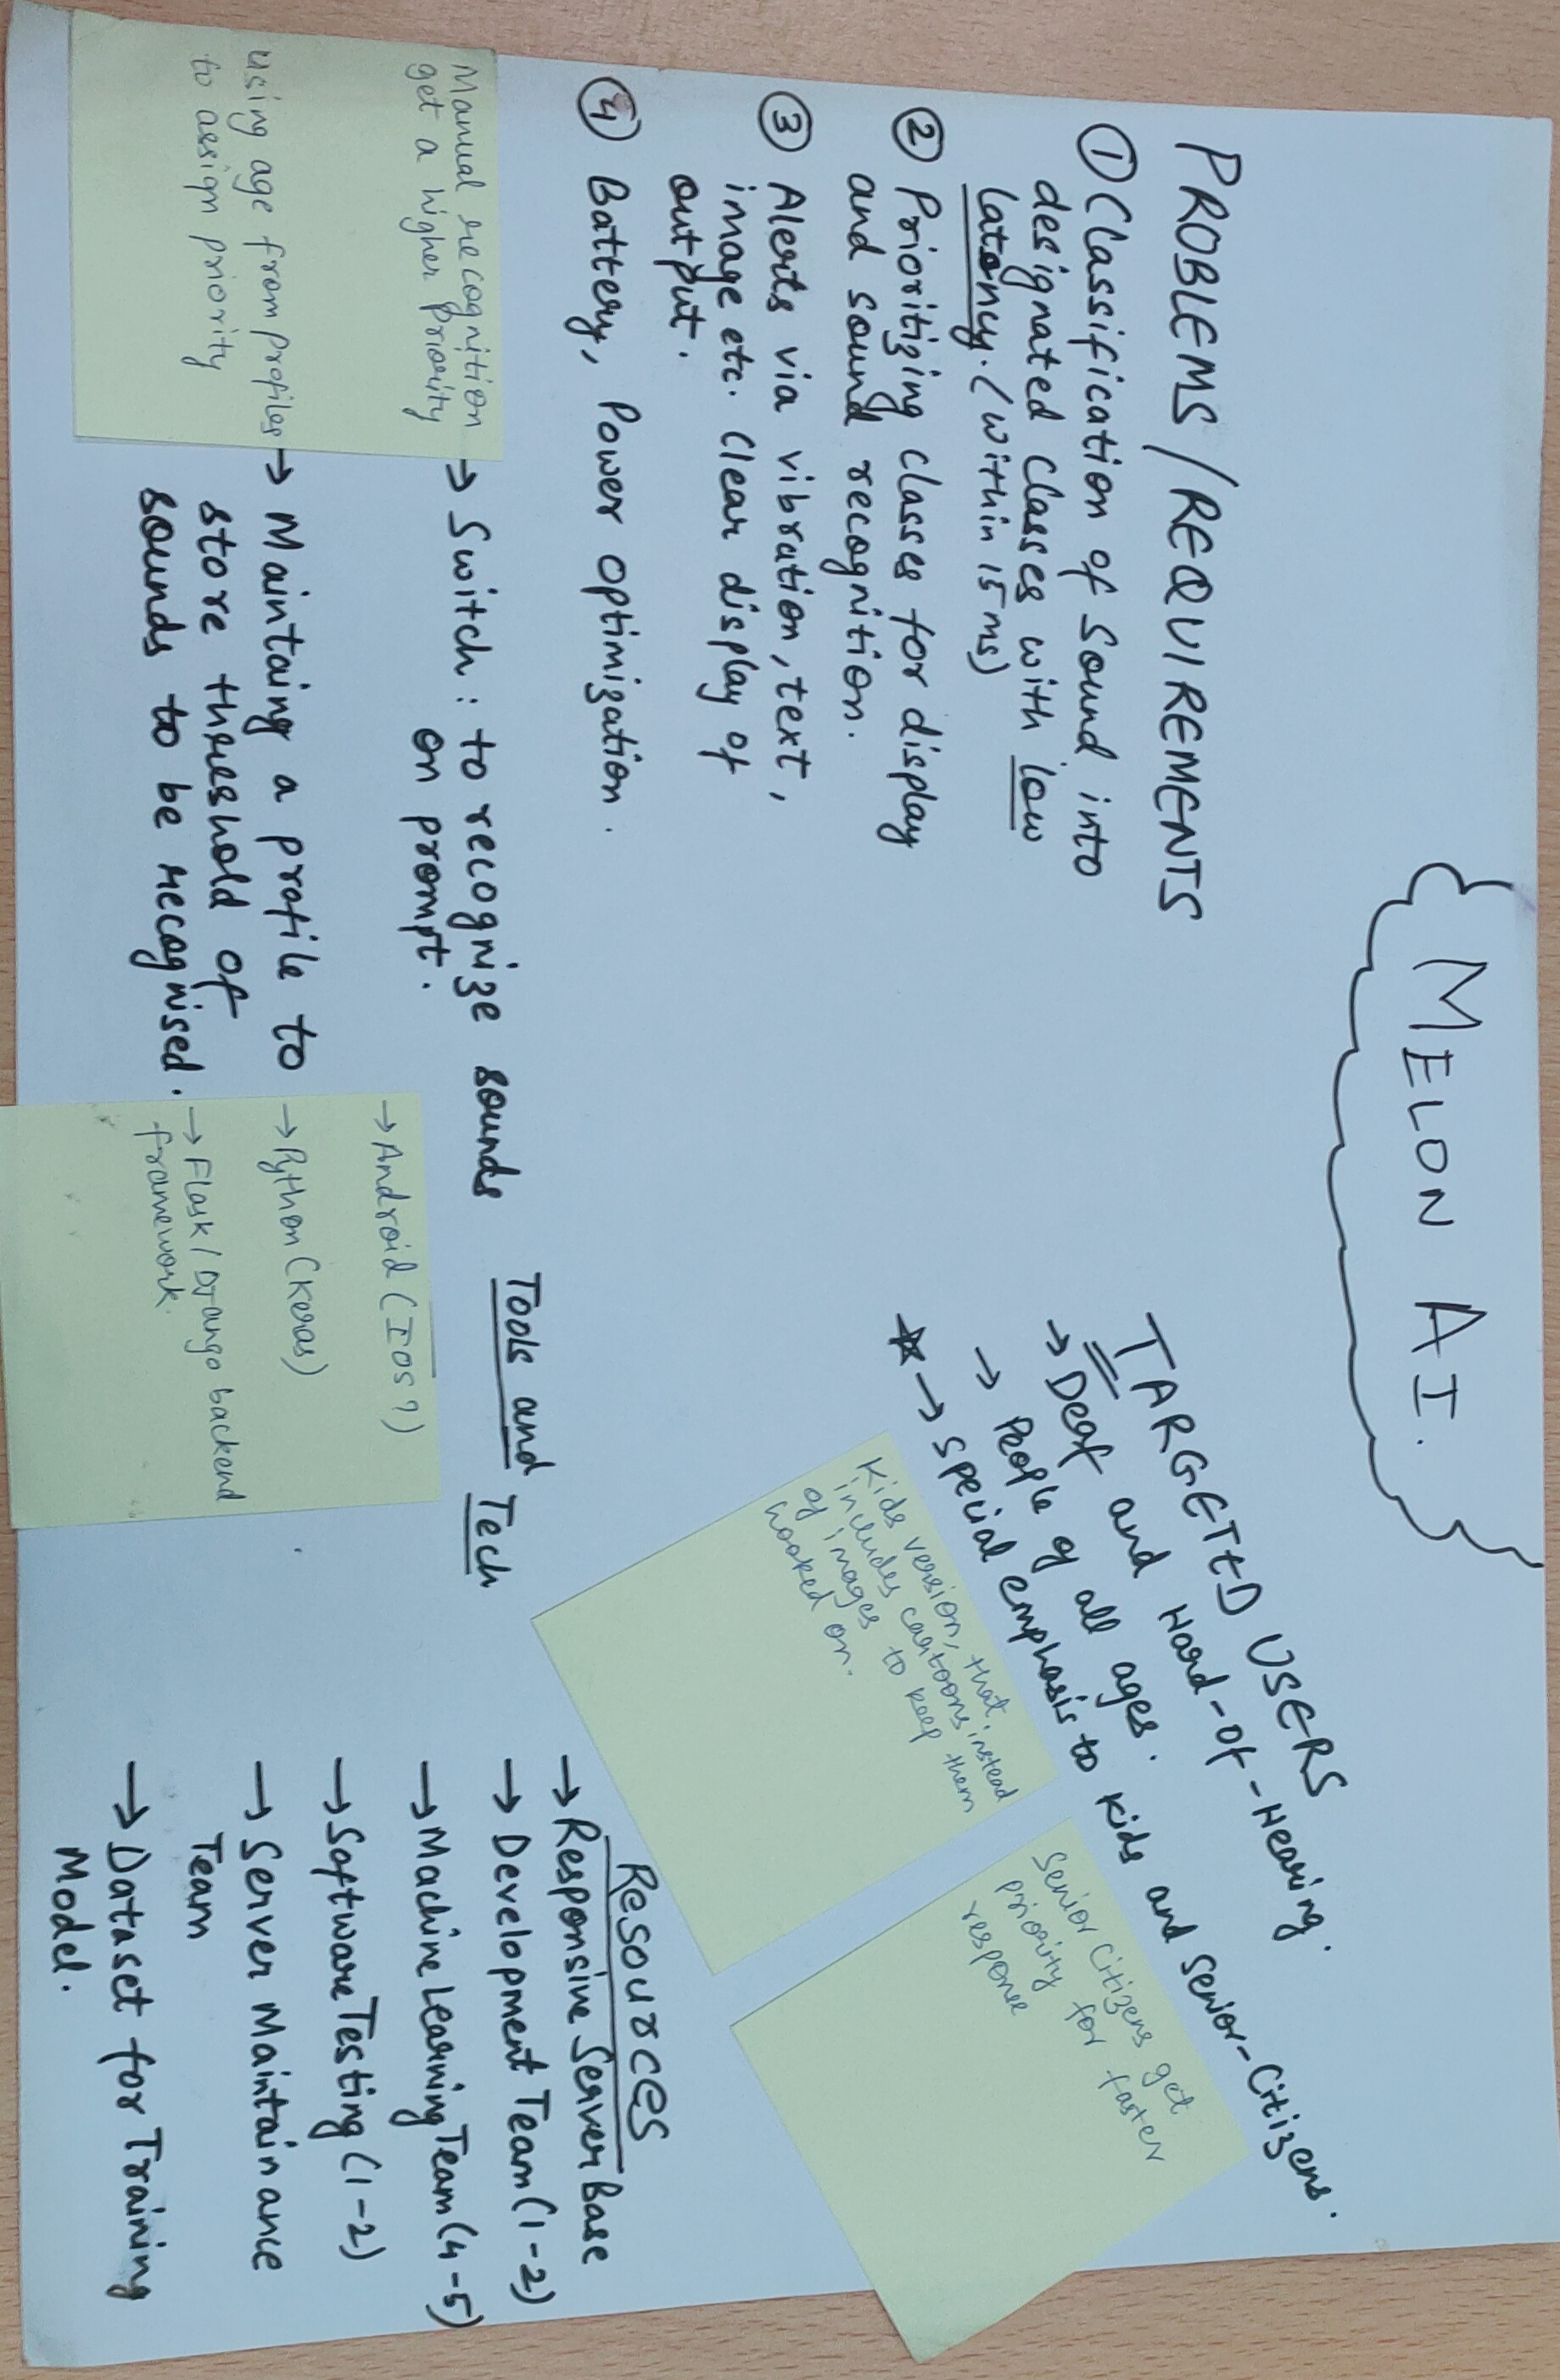 MELON AI.
PROBLEMS/REQUIREMENTS
① Classification of Sound into
designated classes with low
latency. (within 15 ms)
② Prioritizing classes for display
and sound recognition.
③ Alerts via vibration, text,
image etc. Clear display of
output.
④ Battery, Power optimization.
Manual recognition
get a higher Priority
→ Switch: to recognize sounds
on prompt.
using age from profiles
to assign priority
→ Maintaing a profile to
store threshold of
sounds to be recognised.
TARGETED USERS
→ Deaf and Hard-of-Hearing.
→ People of all ages.
★ → special emphasis to kids and senior-Citizens.
Kids version, that
includes cartoons instead
of images to keep them
hooked on.
Senior Citizens get
priority for faster
response
Tools and Tech
→ Android (IOS?)
→ Python (Keras)
→ Flask/Django backend
framework.
Resources
→ Responsive Server Base
→ Development Team (1-2)
→ Machine Learning Team (4-5)
→ Software Testing (1-2)
→ Server Maintainance
Team
→ Dataset for Training
Model.